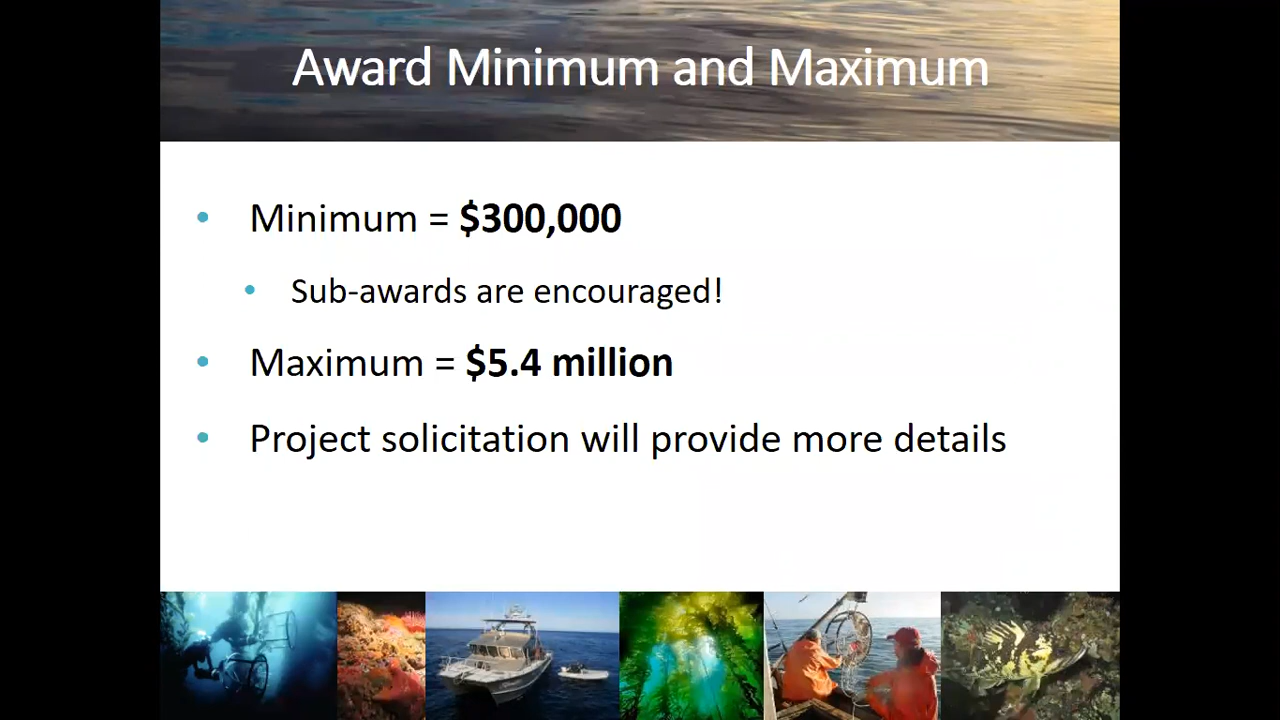 Award Minimum and Maximum
• Minimum = $300,000
• Sub-awards are encouraged!
• Maximum = $5.4 million
• Project solicitation will provide more details